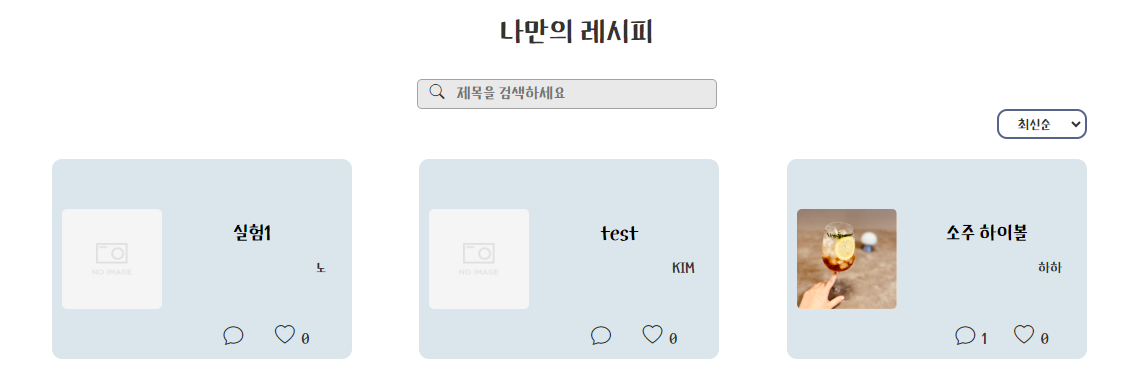 나만의 레시피
제목을 검색하세요
최신순
실험1
노
NO IMAGE
0
test
KIM
NO IMAGE
0
소주 하이볼
하하
1 0